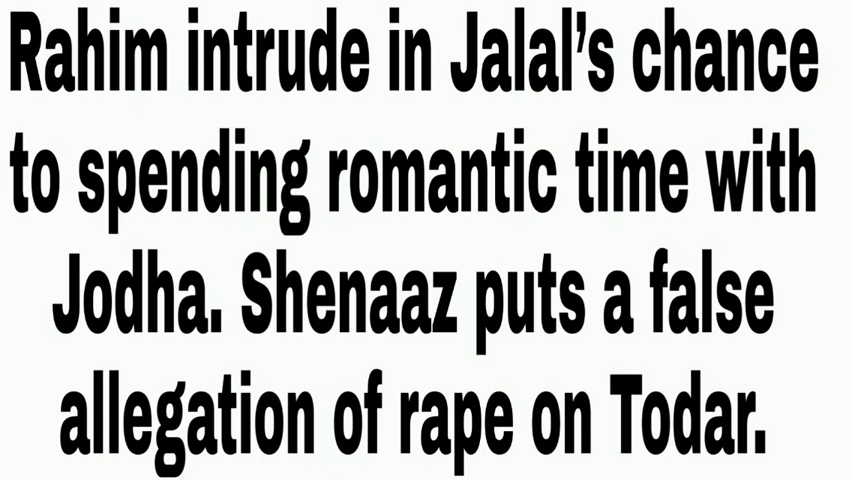 Rahim intrude in Jalal’s chance
to spending romantic time with
Jodha. Shenaaz puts a false
allegation of rape on Todar.